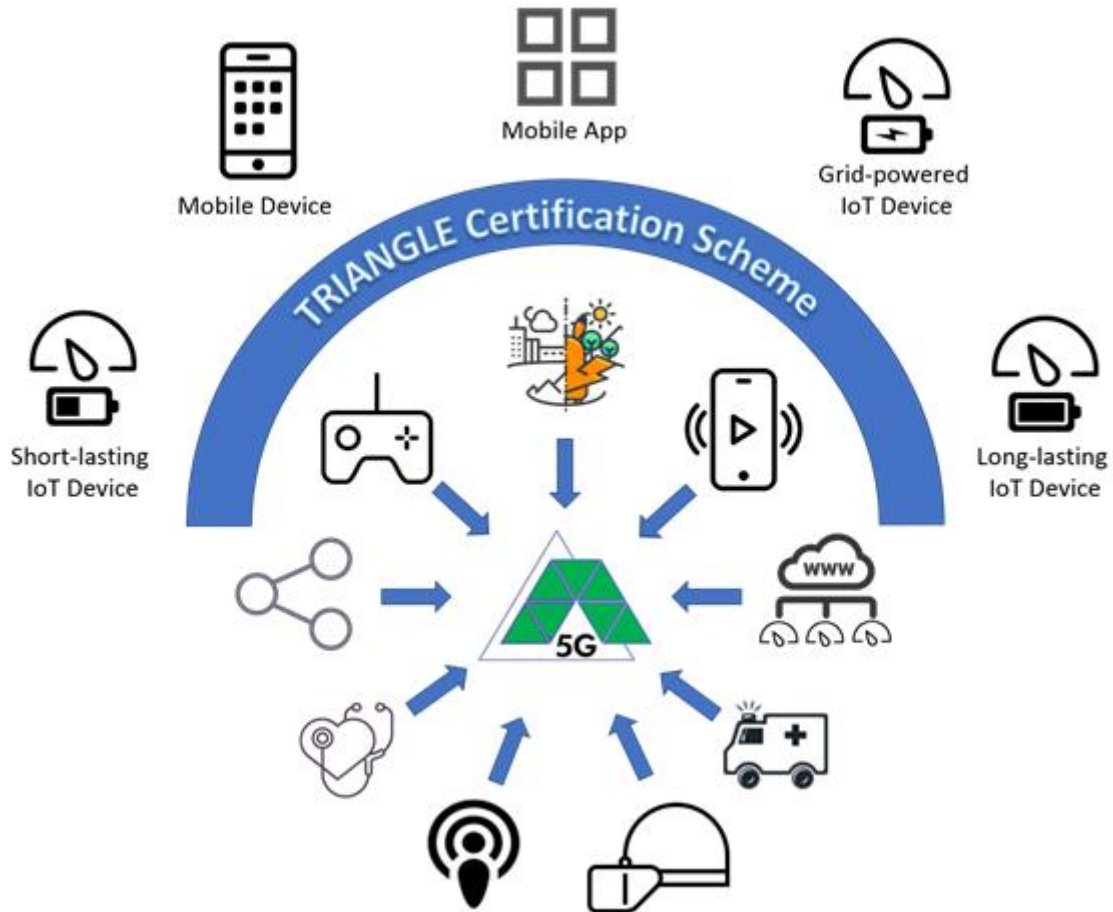 Mobile App
Mobile Device
Grid-powered
IoT Device
TRIANGLE Certification Scheme
Short-lasting
IoT Device
Long-lasting
IoT Device
www
5G